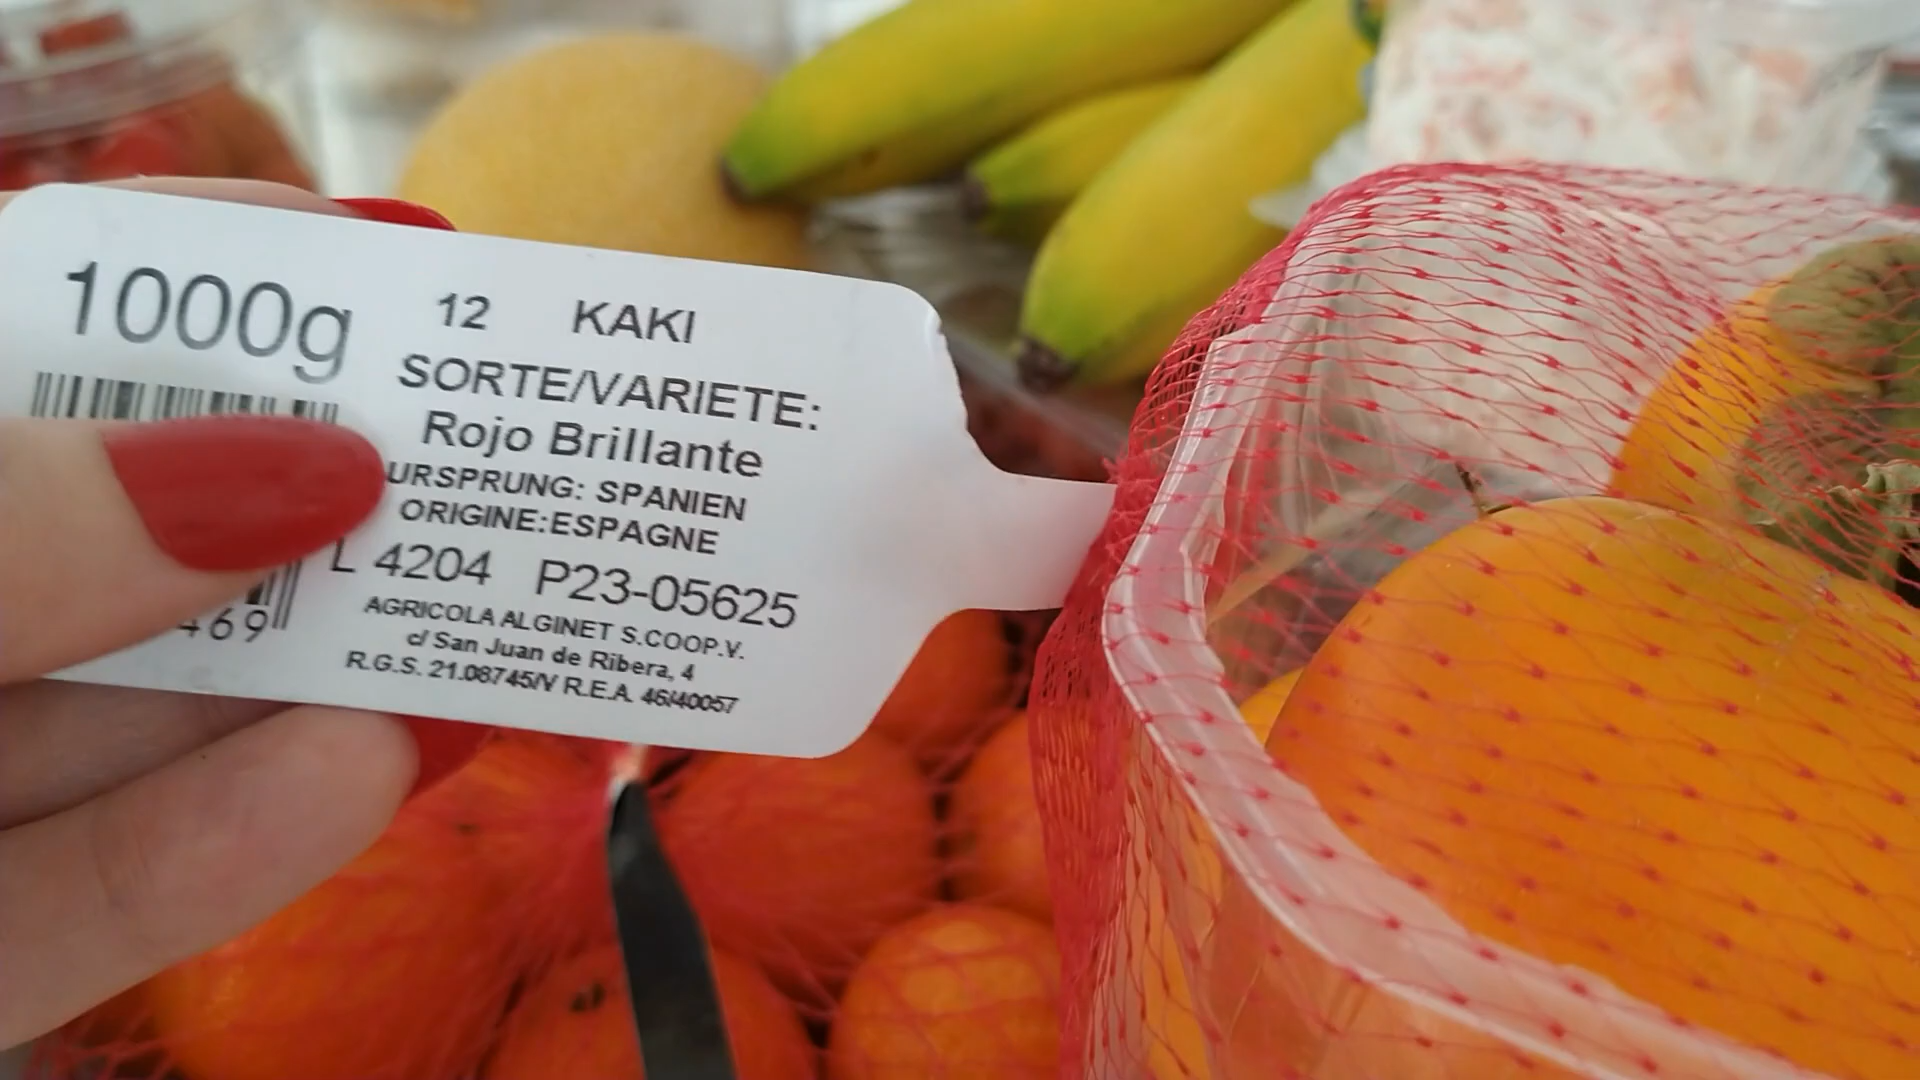 1000g
12 KAKI
SORTE/VARIETE:
Rojo Brillante
URSPRUNG: SPANIEN
ORIGINE:ESPAGNE
L 4204 P23-05625
AGRICOLA ALGINET S.COOP.V.
c/ San Juan de Ribera, 4
R.G.S. 21.08745/V R.E.A. 46/40057
469